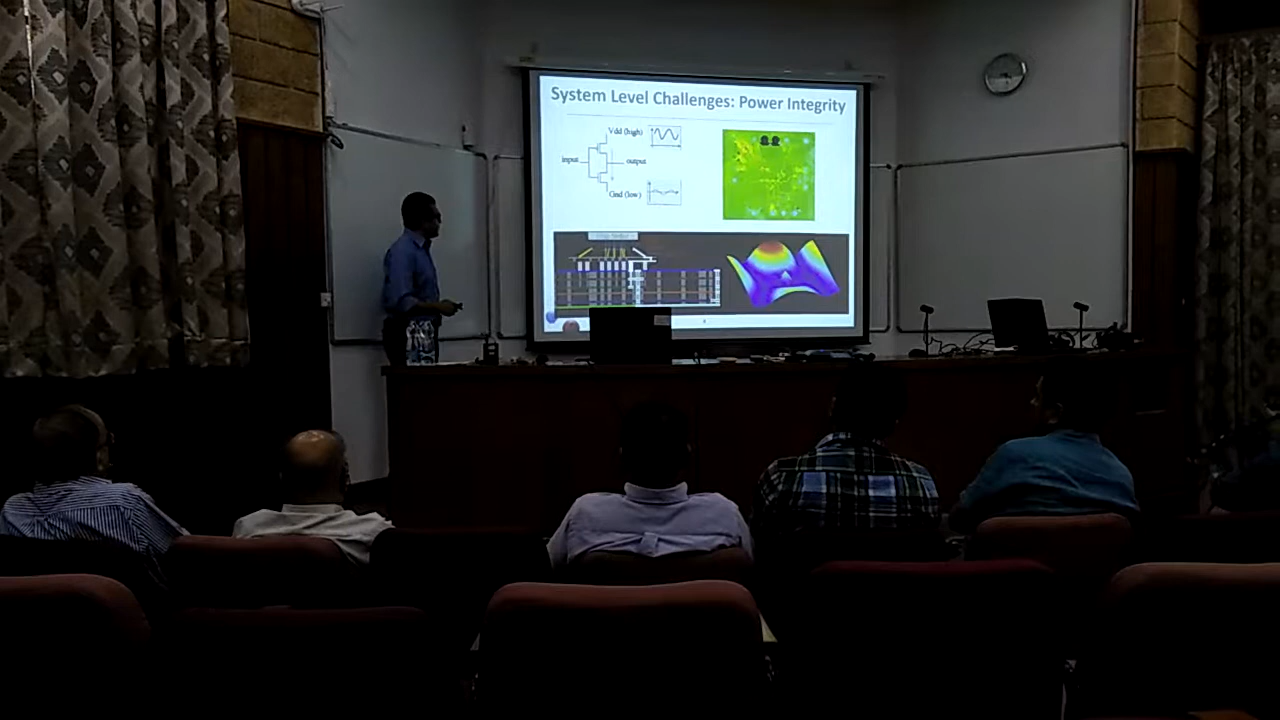 System Level Challenges: Power Integrity
Vdd (high)
input
output
Gnd (low)